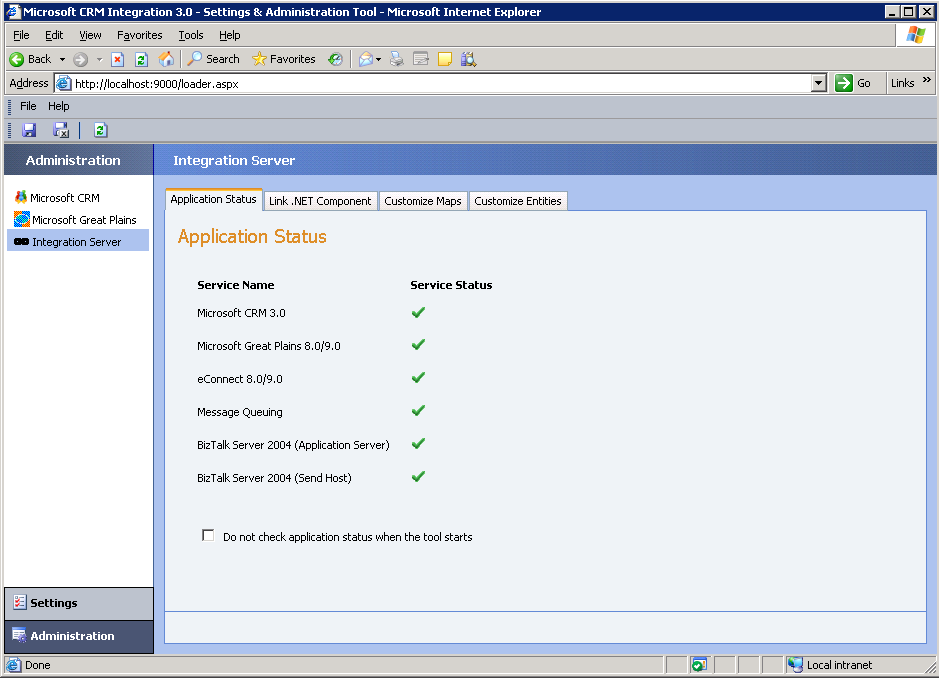 Microsoft CRM Integration 3.0 - Settings & Administration Tool - Microsoft Internet Explorer
File Edit View Favorites Tools Help
Back Search Favorites
Address http://localhost:9000/loader.aspx Go Links »
File Help
Administration
Integration Server
Microsoft CRM
Microsoft Great Plains
Integration Server
Application Status Link .NET Component Customize Maps Customize Entities
Application Status
Service Name Service Status
Microsoft CRM 3.0
Microsoft Great Plains 8.0/9.0
eConnect 8.0/9.0
Message Queuing
BizTalk Server 2004 (Application Server)
BizTalk Server 2004 (Send Host)
Do not check application status when the tool starts
Settings
Administration
Done Local intranet